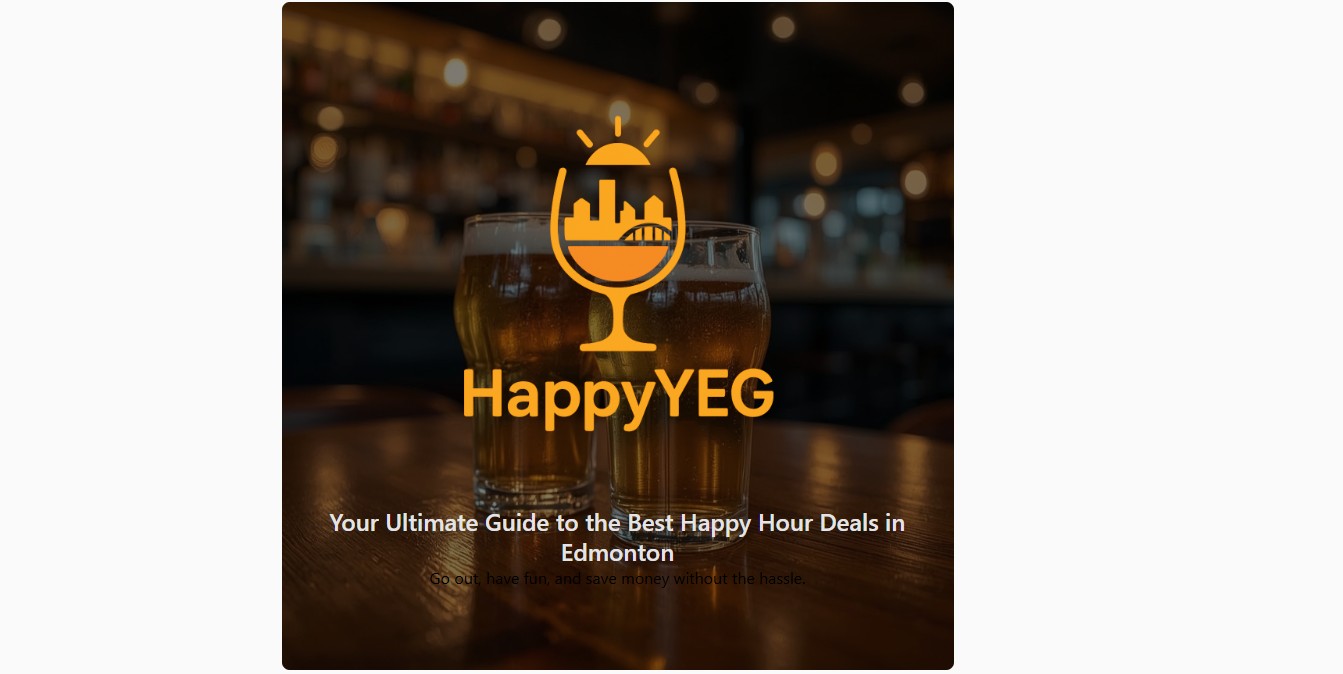 HappyYEG
Your Ultimate Guide to the Best Happy Hour Deals in
Edmonton
Go out, have fun, and save money without the hassle.